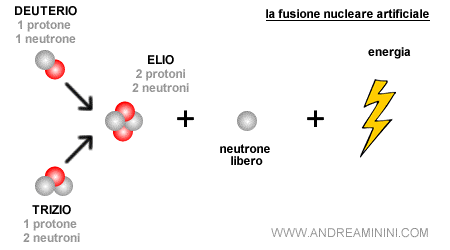 DEUTERIO
1 protone
1 neutrone
la fusione nucleare artificiale
ELIO
2 protoni
2 neutroni
energia
+
+
neutrone
libero
TRIZIO
1 protone
2 neutroni
WWW.ANDREAMININI.COM